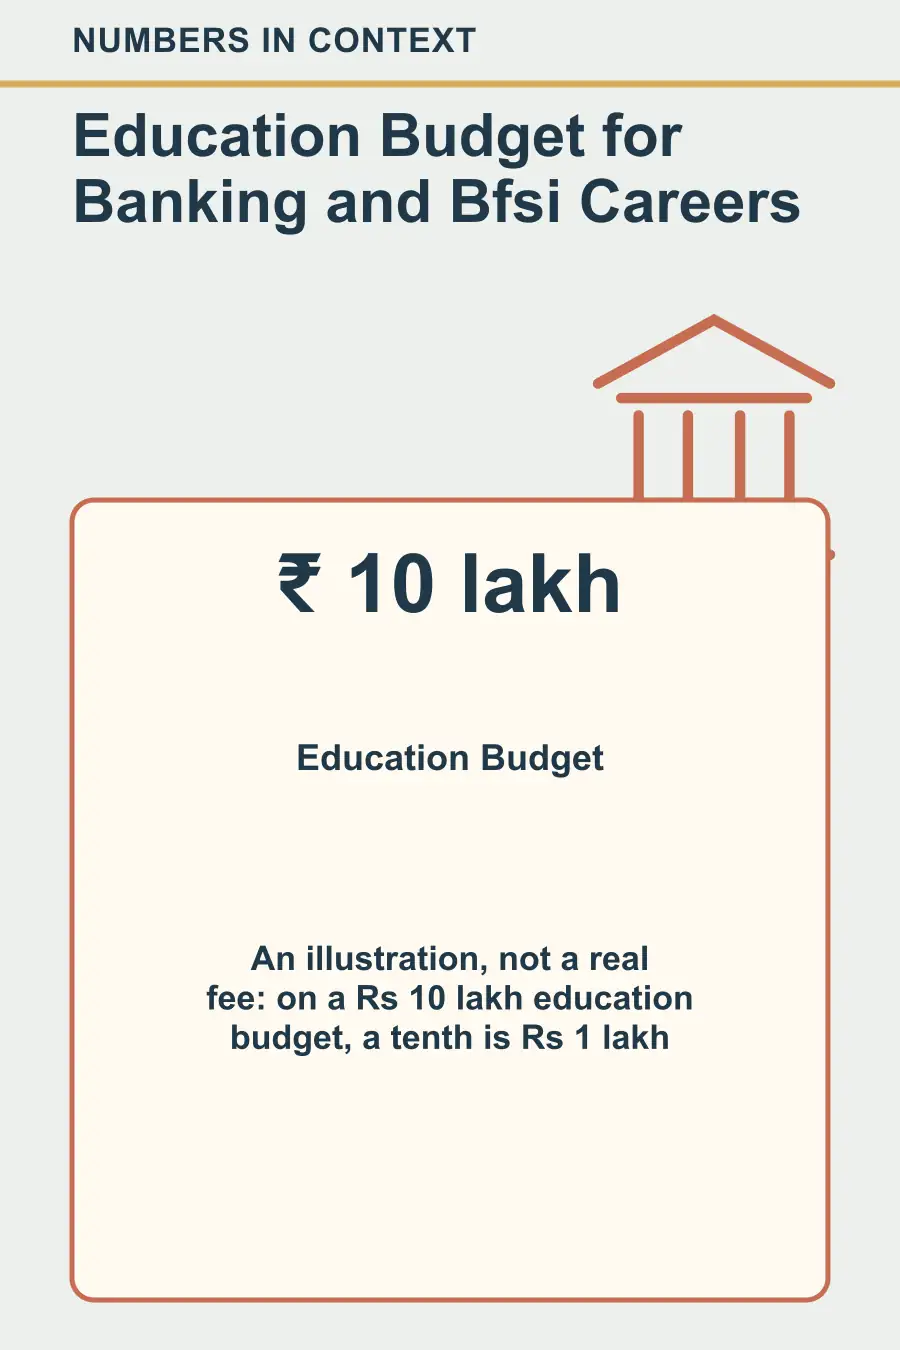 NUMBERS IN CONTEXT
Education Budget for
Banking and Bfsi Careers
₹ 10 lakh
Education Budget
An illustration, not a real
fee: on a Rs 10 lakh education
budget, a tenth is Rs 1 lakh